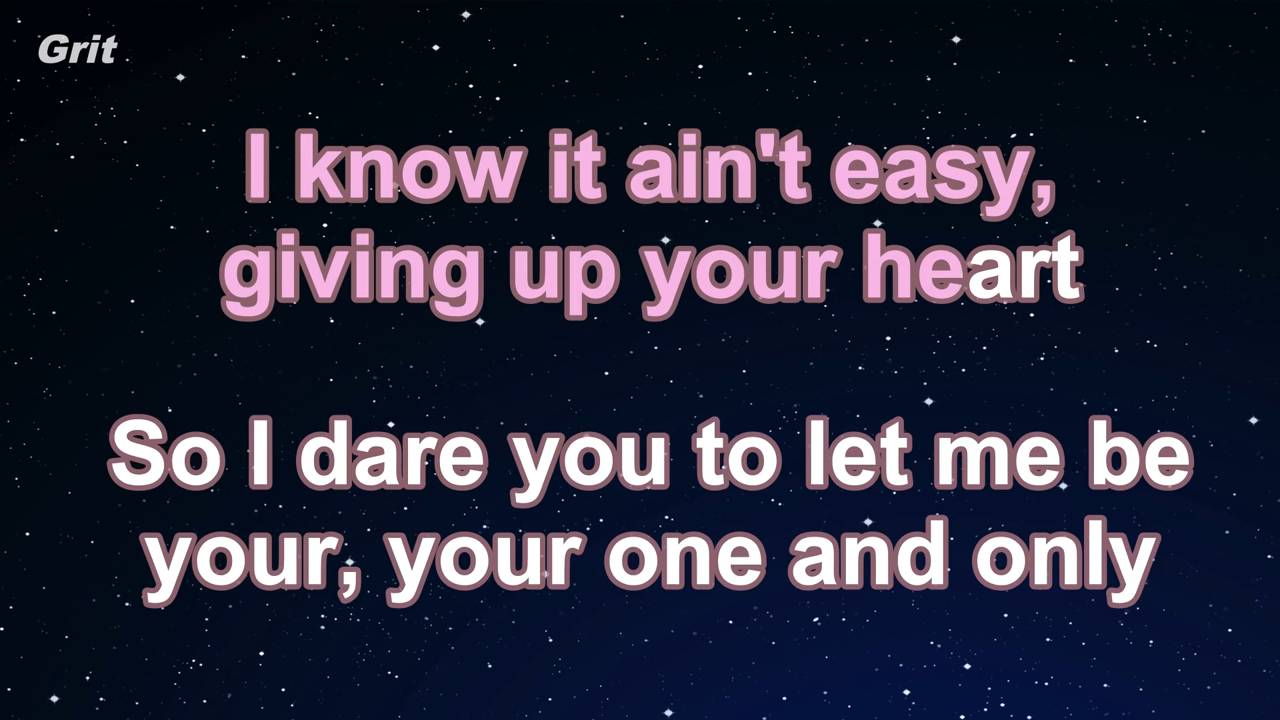 Grit
I know it ain't easy,
giving up your heart
So I dare you to let me be
your, your one and only